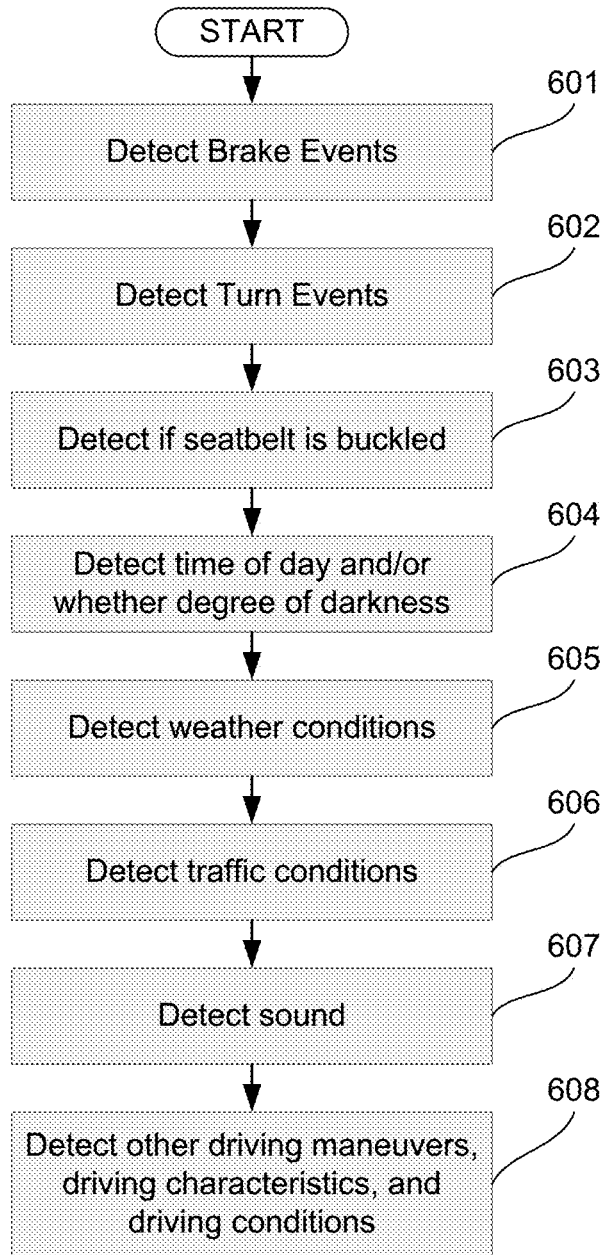 START
601
Detect Brake Events
602
Detect Turn Events
603
Detect if seatbelt is buckled
604
Detect time of day and/or
whether degree of darkness
605
Detect weather conditions
606
Detect traffic conditions
607
Detect sound
608
Detect other driving maneuvers,
driving characteristics, and
driving conditions